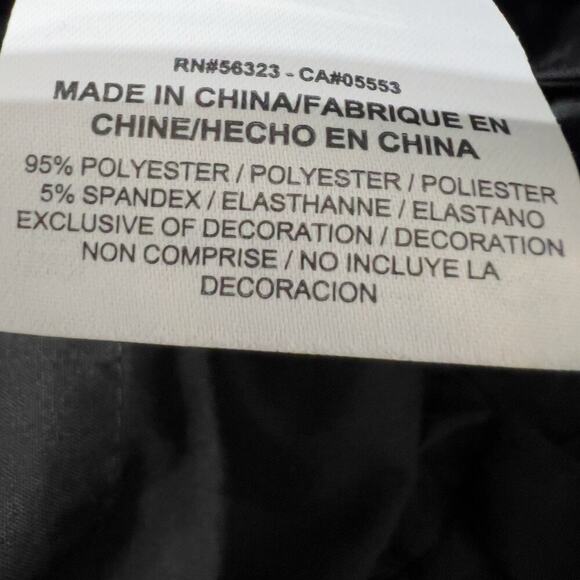 RN#56323 - CA#05553
MADE IN CHINA/FABRIQUE EN
CHINE/HECHO EN CHINA
95% POLYESTER / POLYESTER / POLIESTER
5% SPANDEX / ELASTHANNE / ELASTANO
EXCLUSIVE OF DECORATION / DECORATION
NON COMPRISE / NO INCLUYE LA
DECORACION